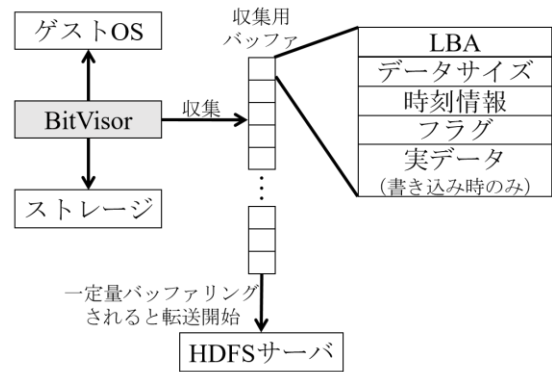 ゲストOS
BitVisor
ストレージ
収集
収集用
バッファ
LBA
データサイズ
時刻情報
フラグ
実データ
(書き込み時のみ)
一定量バッファリング
されると転送開始
HDFSサーバ